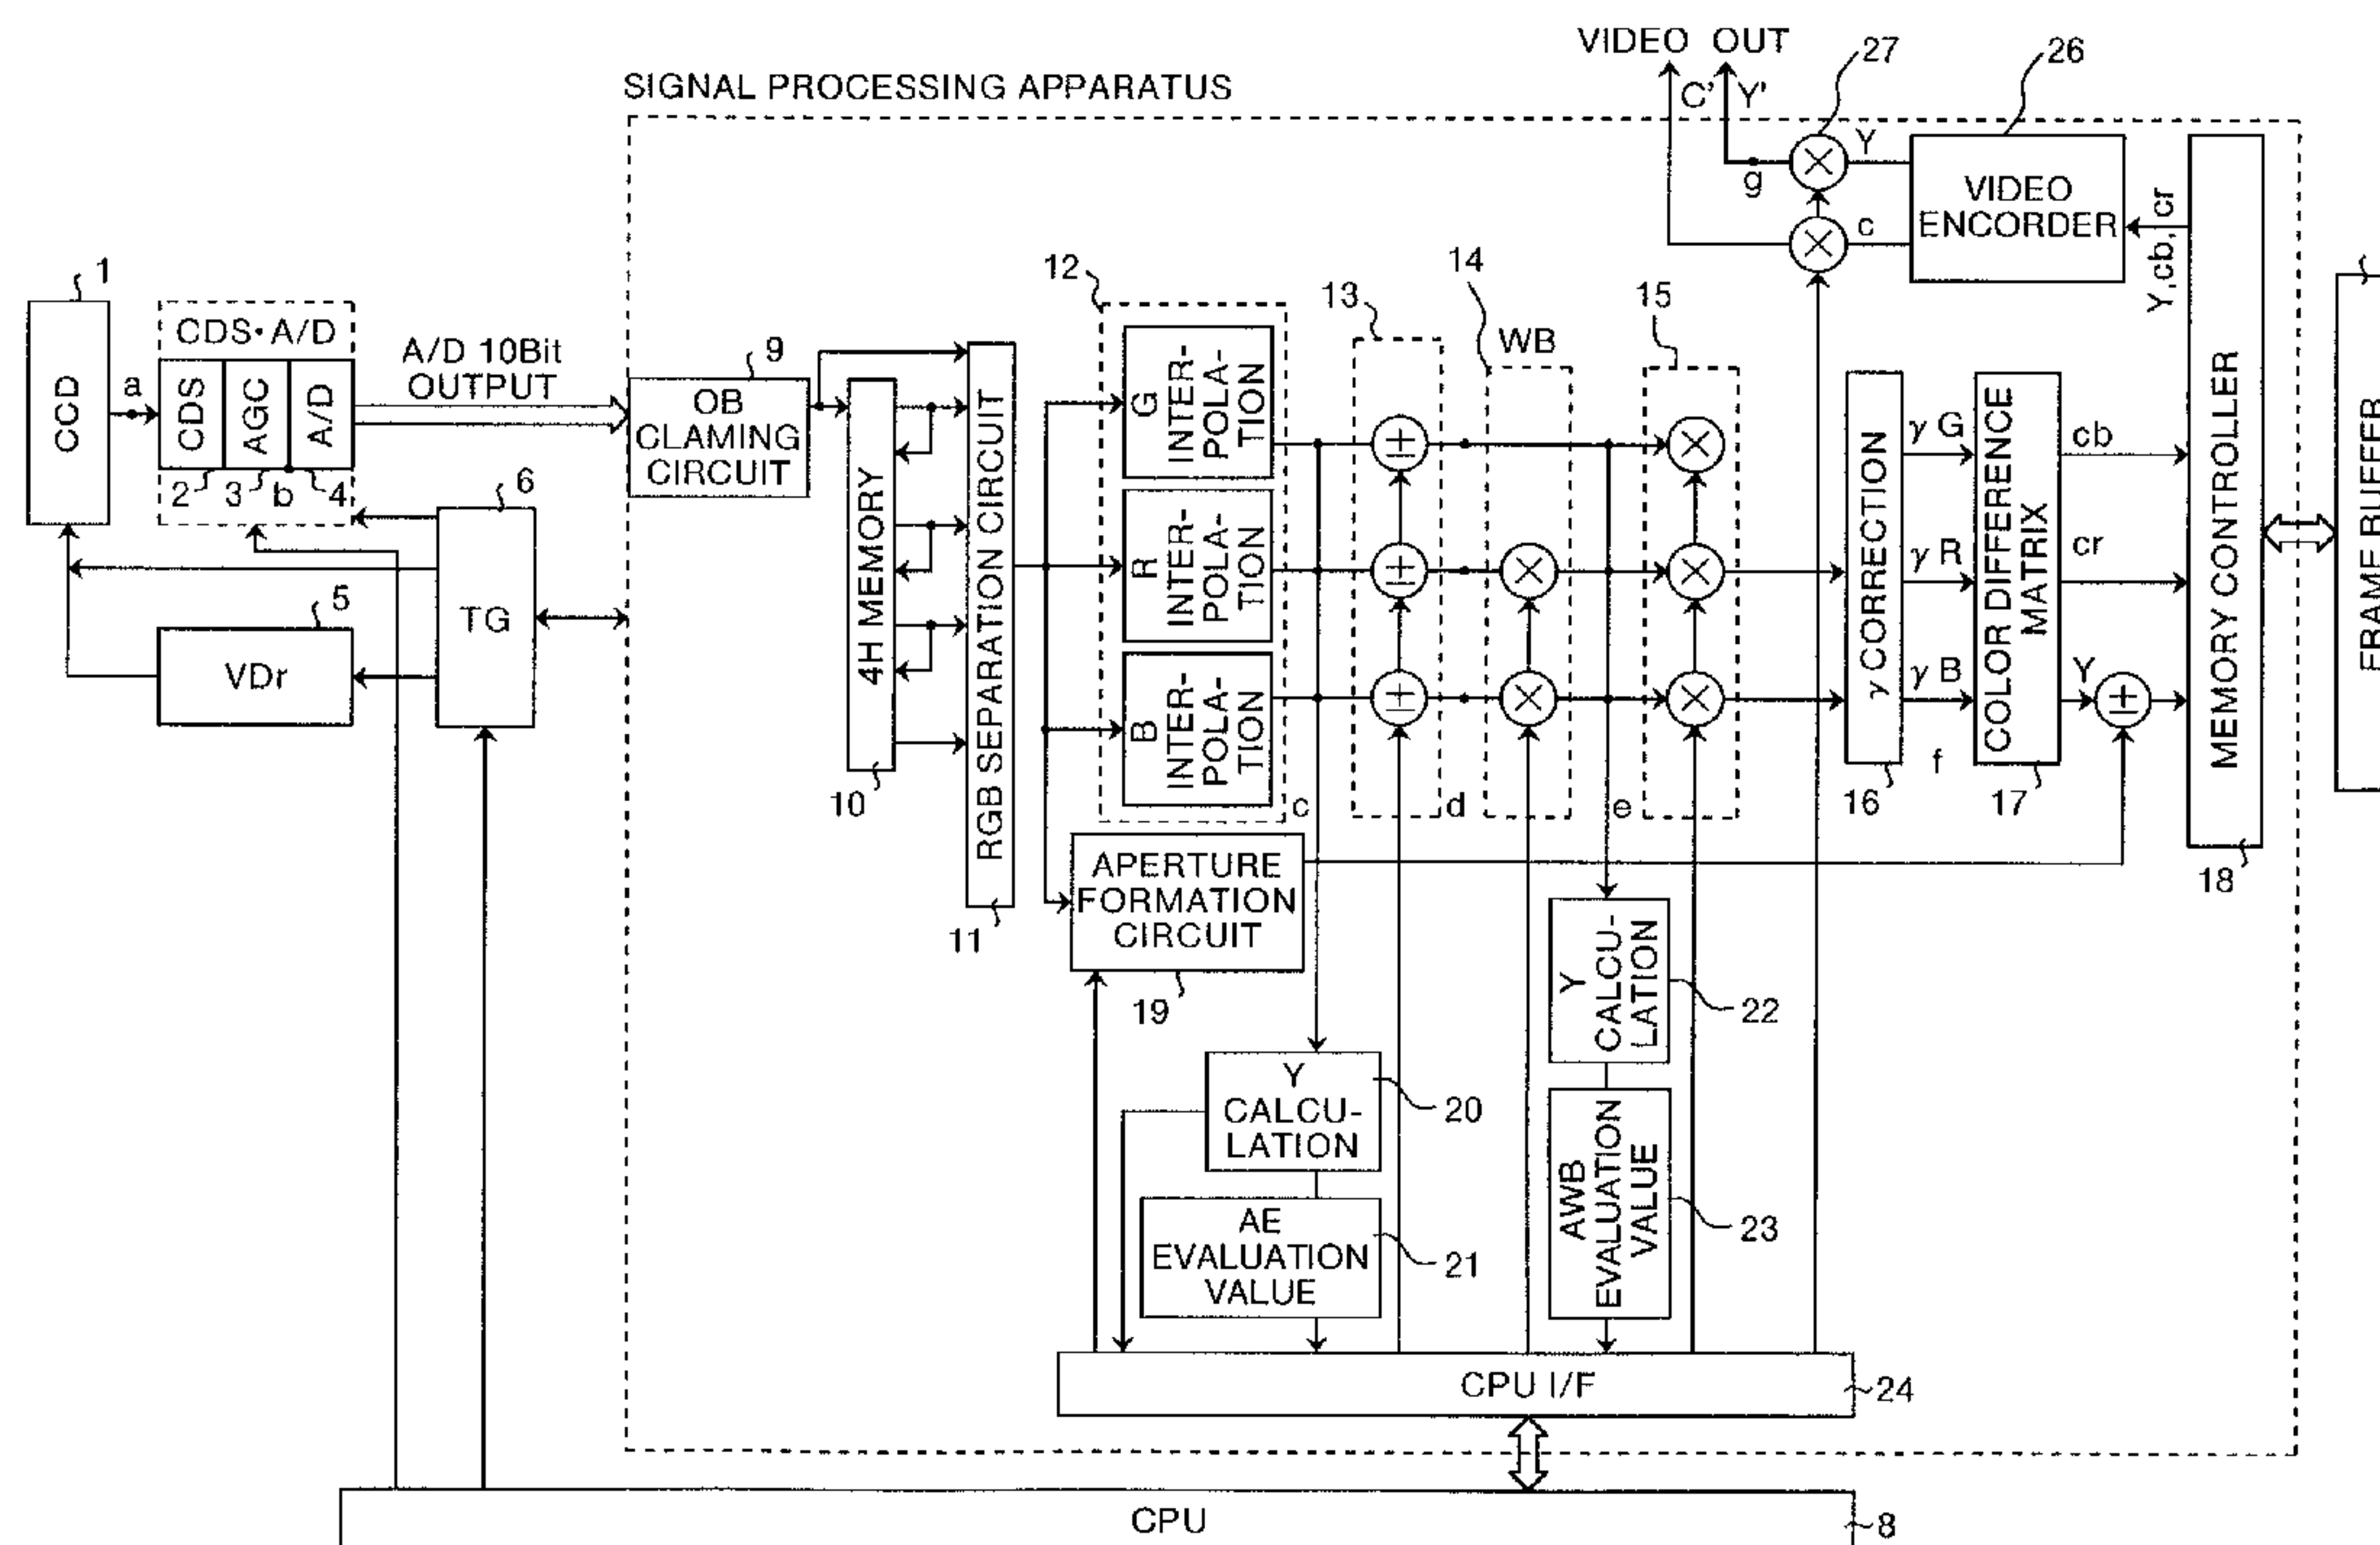 VIDEO OUT
27
26
SIGNAL PROCESSING APPARATUS
C' Y'
Y
g
VIDEO
ENCORDER
c
Y,cb,cr
1
CCD
a
CDS•A/D
CDS
AGC
A/D
2
3
b
4
A/D 10Bit
OUTPUT
9
OB
CLAMING
CIRCUIT
6
TG
5
VDr
4H MEMORY
10
RGB SEPARATION CIRCUIT
11
12
G
INTER-
POLA-
TION
R
INTER-
POLA-
TION
B
INTER-
POLA-
TION
c
13
±
±
±
d
14
WB
e
15
γ CORRECTION
16
γ G
γ R
γ B
f
COLOR DIFFERENCE
MATRIX
17
cb
cr
Y
±
MEMORY CONTROLLER
18
FRAME BUFFER
APERTURE
FORMATION
CIRCUIT
19
Y
CALCU-
LATION
20
AE
EVALUATION
VALUE
21
Y
CALCU-
LATION
22
AWB
EVALUATION
VALUE
23
CPU I/F
24
CPU
8